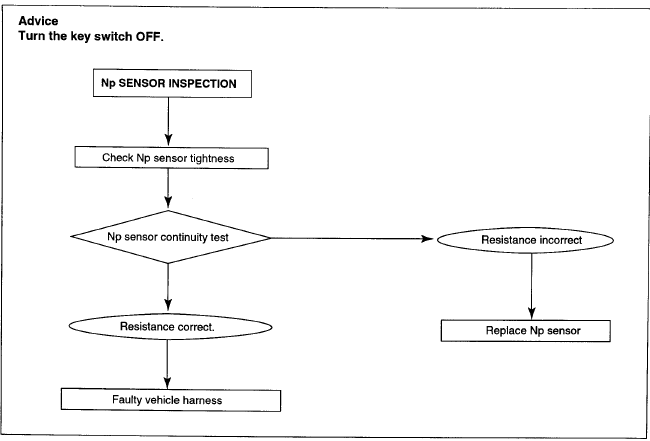 Advice
Turn the key switch OFF.
Np SENSOR INSPECTION
Check Np sensor tightness
Np sensor continuity test
Resistance incorrect
Resistance correct.
Replace Np sensor
Faulty vehicle harness